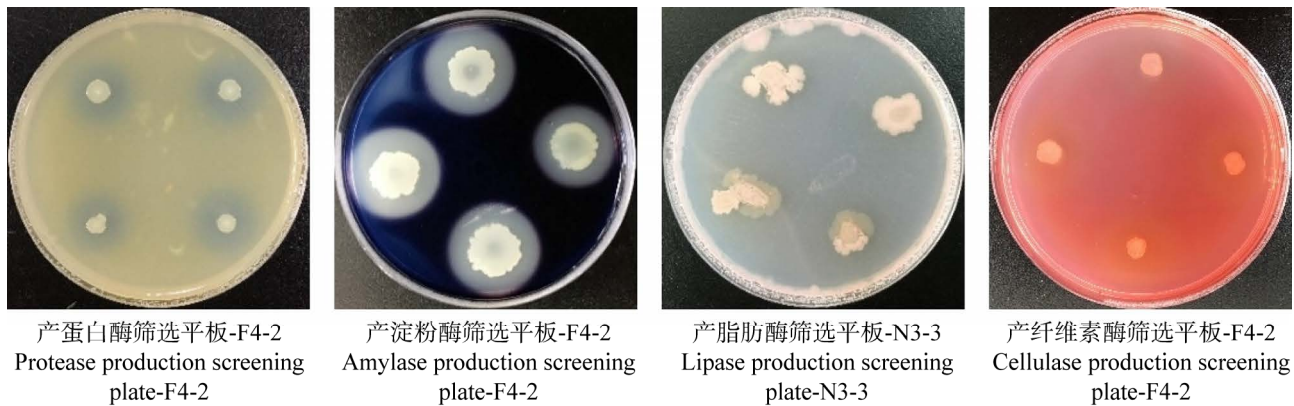 产蛋白酶筛选平板-F4-2
Protease production screening
plate-F4-2
产淀粉酶筛选平板-F4-2
Amylase production screening
plate-F4-2
产脂肪酶筛选平板-N3-3
Lipase production screening
plate-N3-3
产纤维素酶筛选平板-F4-2
Cellulase production screening
plate-F4-2